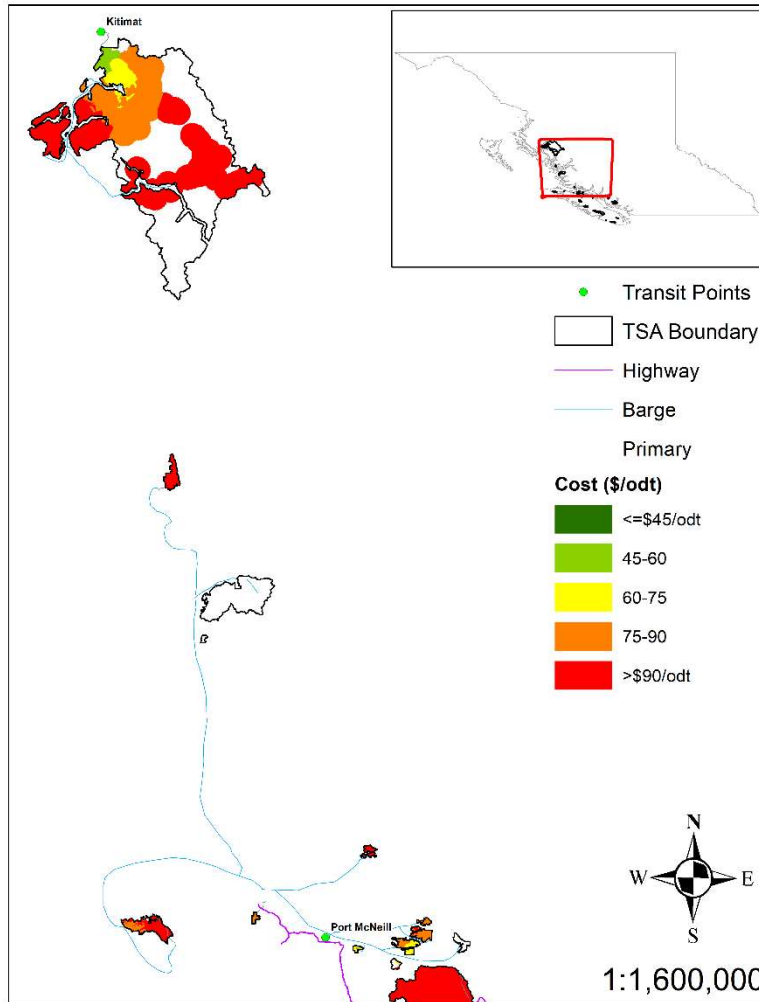 Kitimat
Transit Points
TSA Boundary
Highway
Barge
Primary
Cost ($/odt)
<=$45/odt
45-60
60-75
75-90
>$90/odt
N
W
E
S
Port McNeill
1:1,600,000